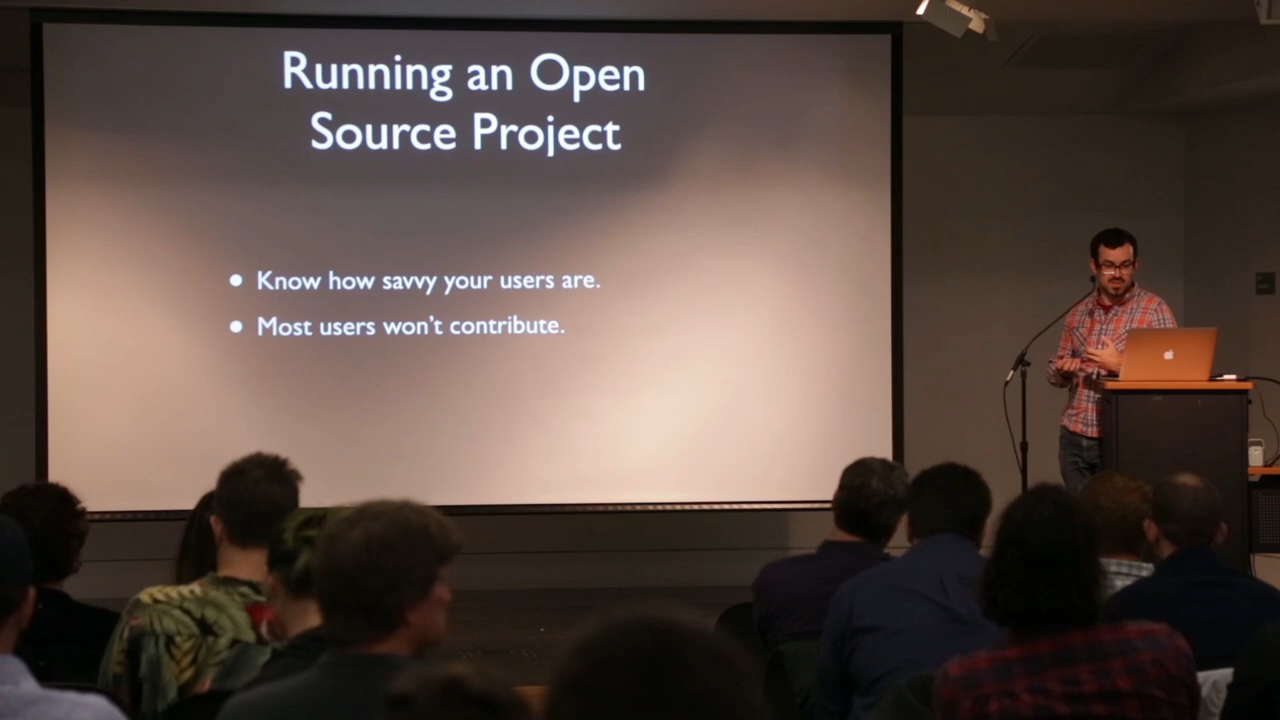 Running an Open
Source Project
● Know how savvy your users are.
● Most users won't contribute.